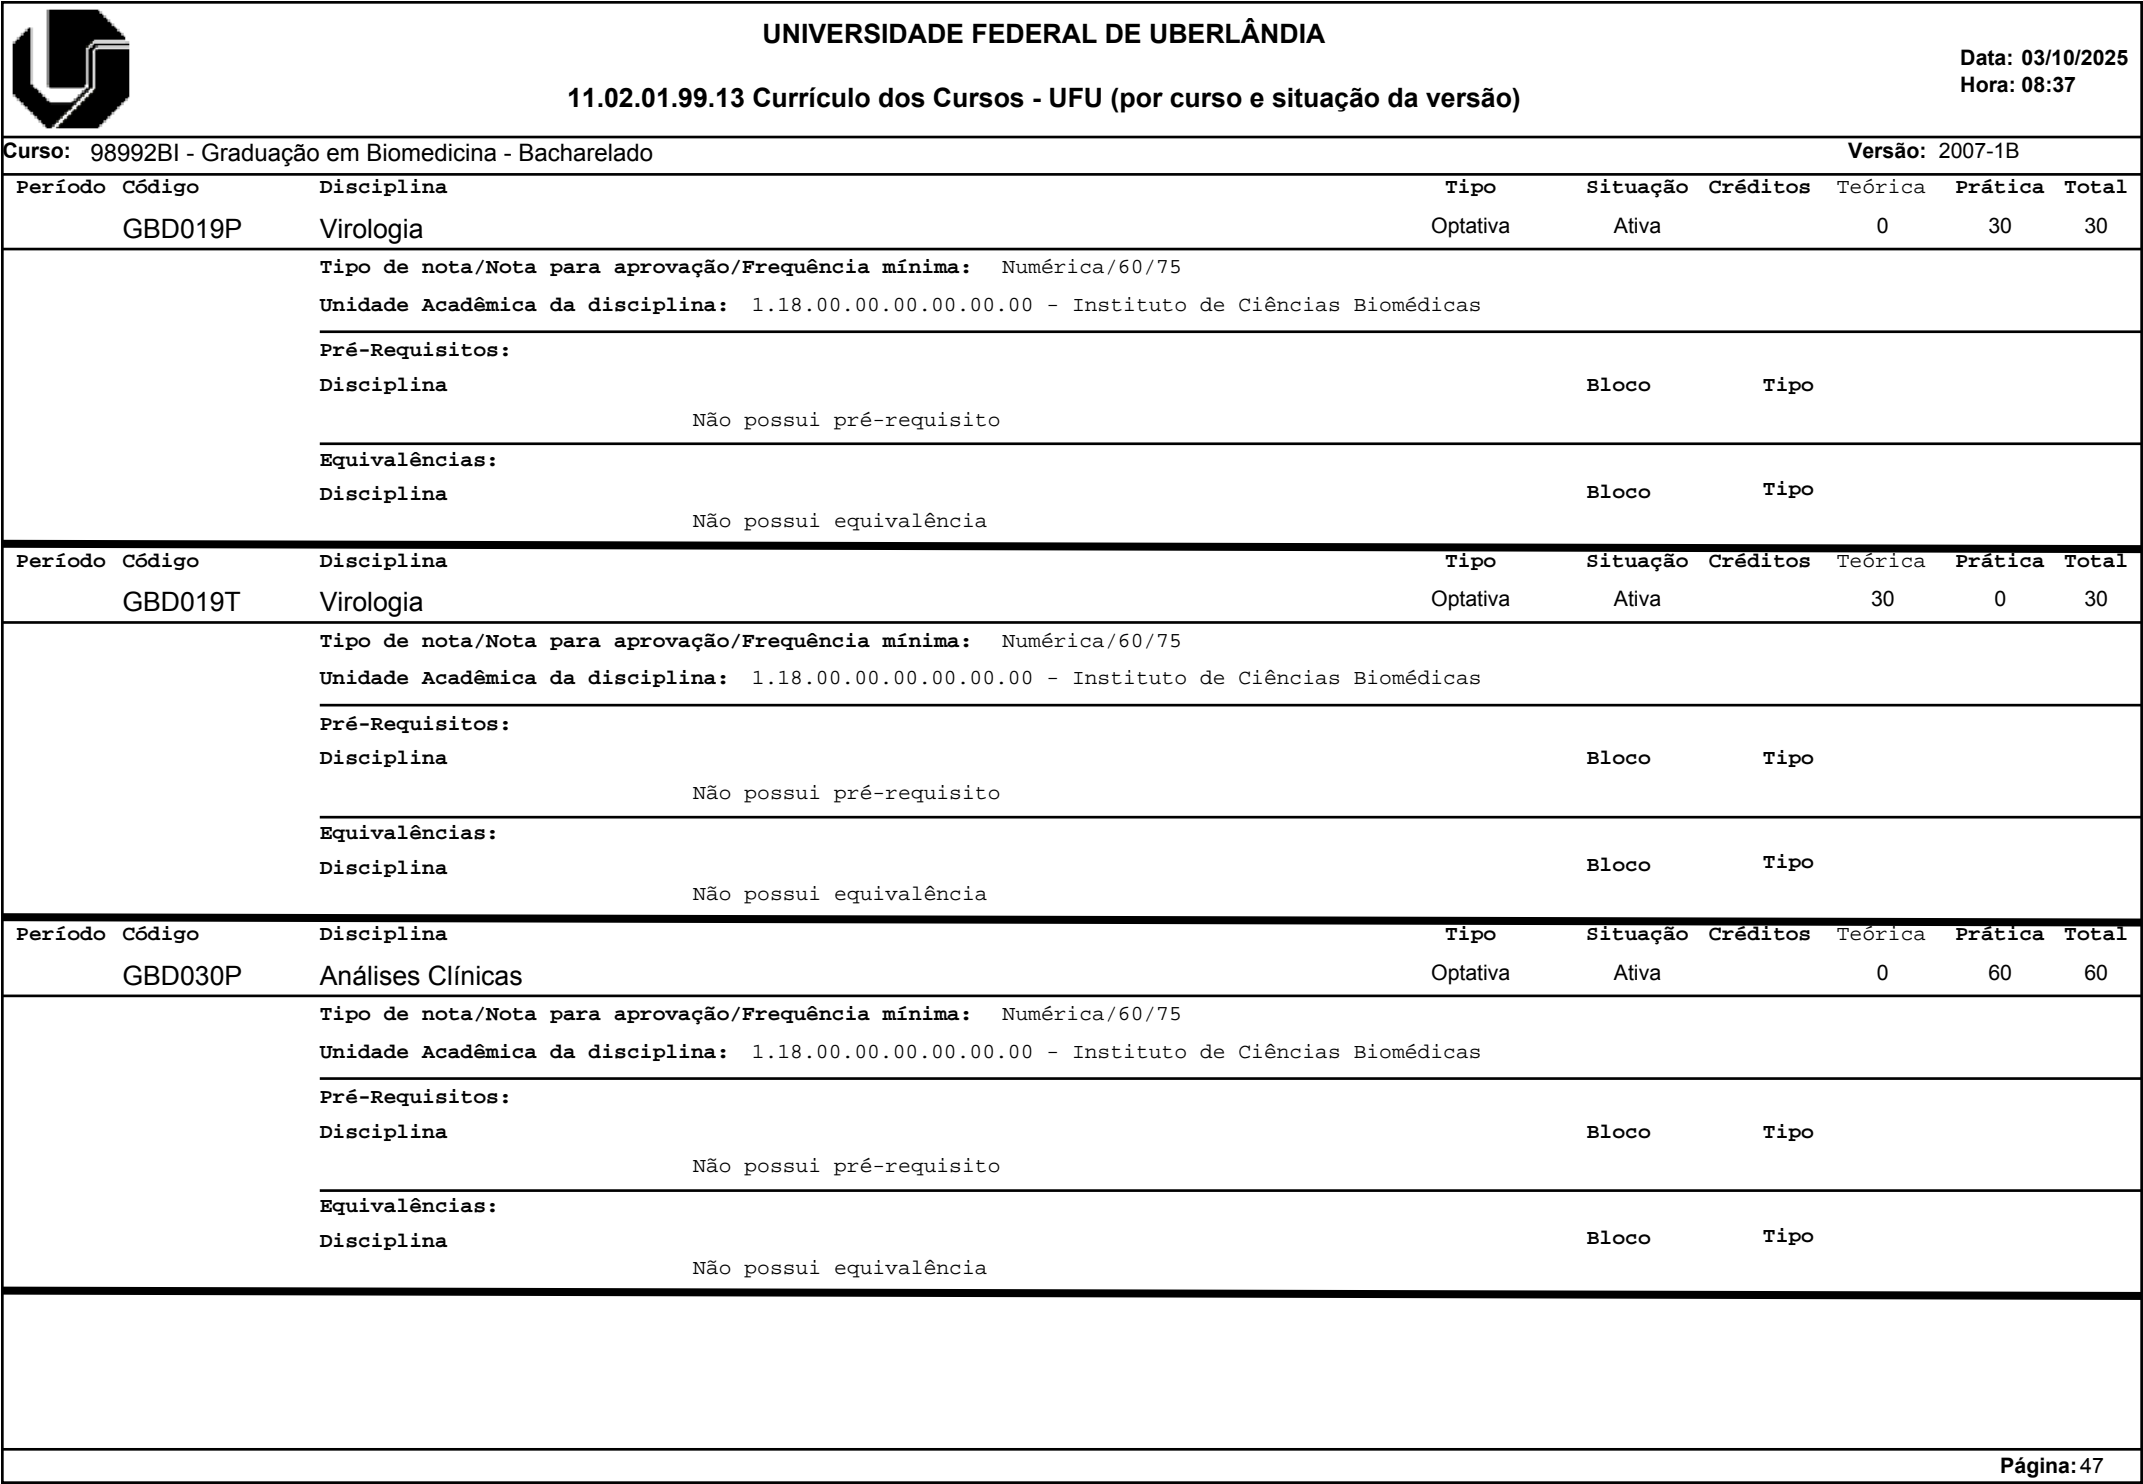 UNIVERSIDADE FEDERAL DE UBERLÂNDIA
Data: 03/10/2025
Hora: 08:37
11.02.01.99.13 Currículo dos Cursos - UFU (por curso e situação da versão)
Curso: 98992BI - Graduação em Biomedicina - Bacharelado Versão: 2007-1B
Período Código Disciplina Tipo Situação Créditos Teórica Prática Total
GBD019P Virologia Optativa Ativa 0 30 30
Tipo de nota/Nota para aprovação/Frequência mínima: Numérica/60/75
Unidade Acadêmica da disciplina: 1.18.00.00.00.00.00.00 - Instituto de Ciências Biomédicas
Pré-Requisitos:
Disciplina Bloco Tipo
Não possui pré-requisito
Equivalências:
Disciplina Bloco Tipo
Não possui equivalência
Período Código Disciplina Tipo Situação Créditos Teórica Prática Total
GBD019T Virologia Optativa Ativa 30 0 30
Tipo de nota/Nota para aprovação/Frequência mínima: Numérica/60/75
Unidade Acadêmica da disciplina: 1.18.00.00.00.00.00.00 - Instituto de Ciências Biomédicas
Pré-Requisitos:
Disciplina Bloco Tipo
Não possui pré-requisito
Equivalências:
Disciplina Bloco Tipo
Não possui equivalência
Período Código Disciplina Tipo Situação Créditos Teórica Prática Total
GBD030P Análises Clínicas Optativa Ativa 0 60 60
Tipo de nota/Nota para aprovação/Frequência mínima: Numérica/60/75
Unidade Acadêmica da disciplina: 1.18.00.00.00.00.00.00 - Instituto de Ciências Biomédicas
Pré-Requisitos:
Disciplina Bloco Tipo
Não possui pré-requisito
Equivalências:
Disciplina Bloco Tipo
Não possui equivalência
Página: 47